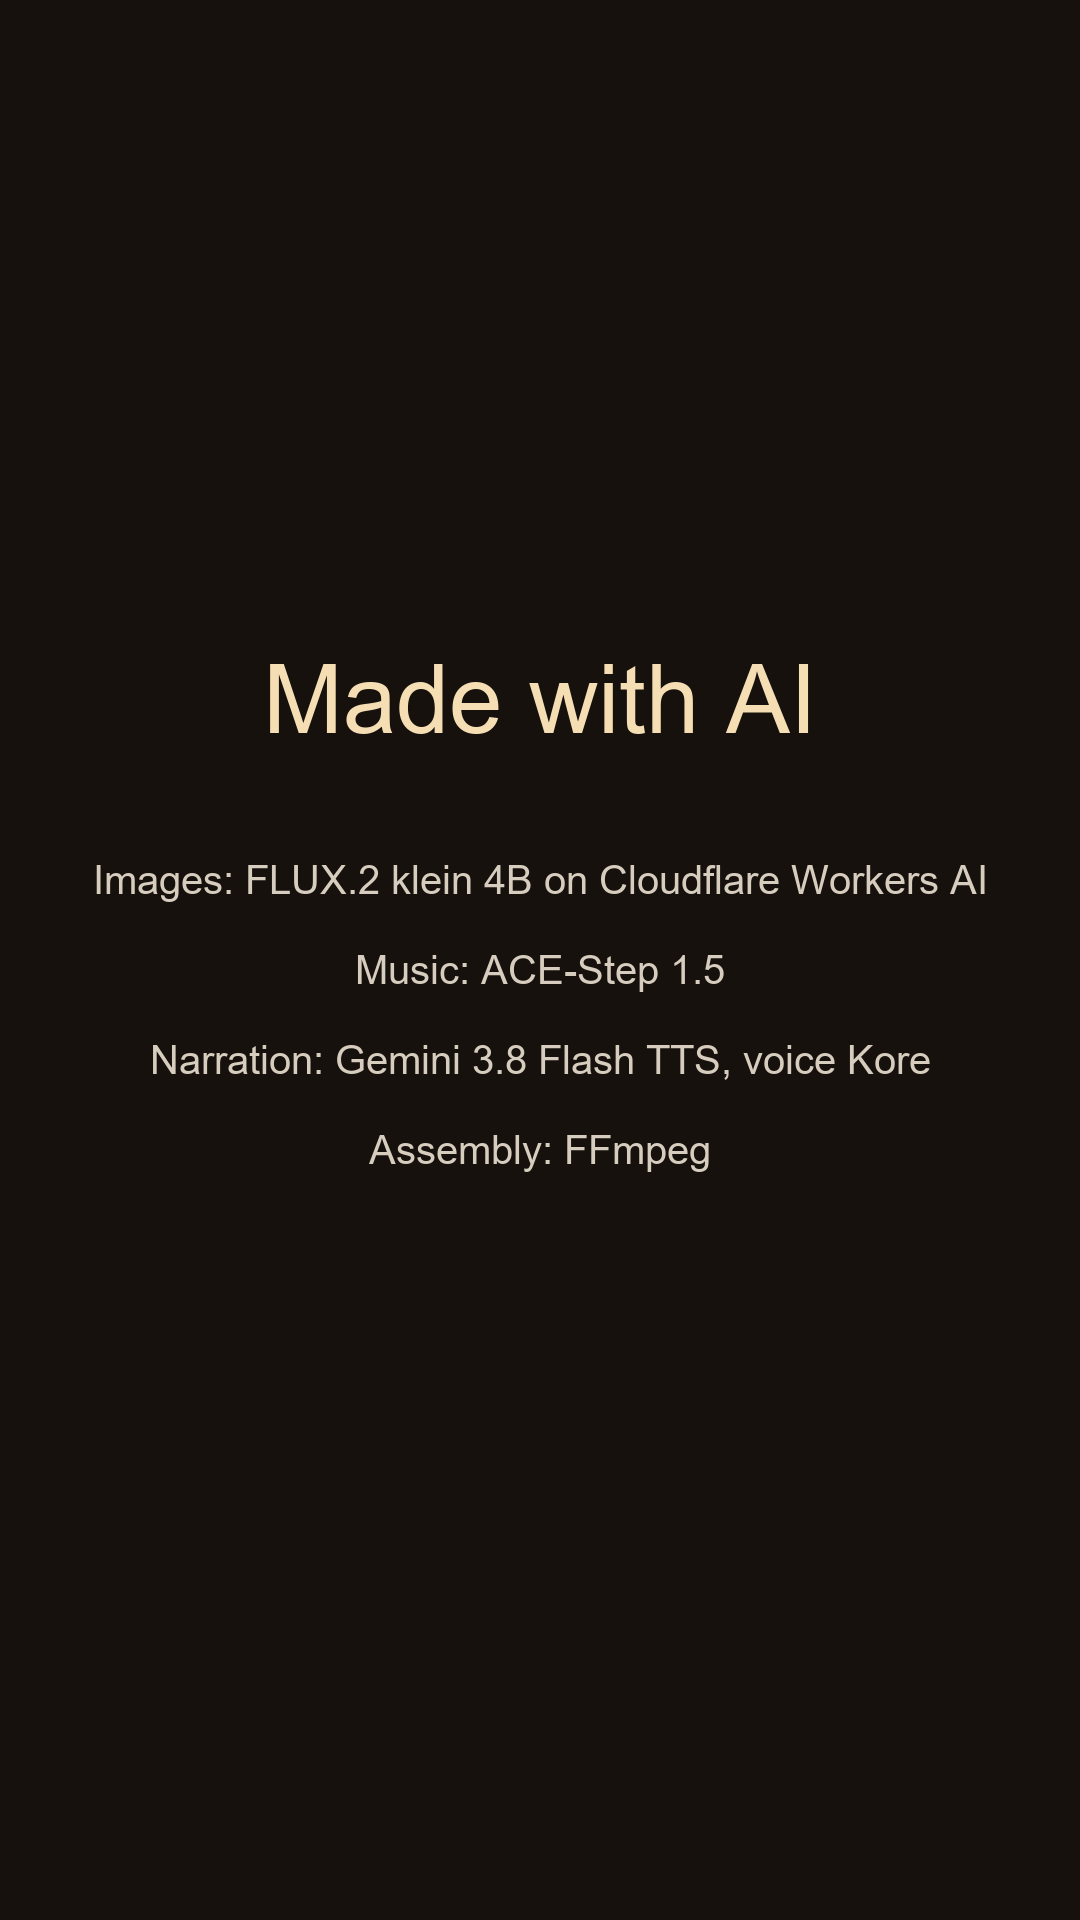 Made with AI
Images: FLUX.2 klein 4B on Cloudflare Workers AI
Music: ACE-Step 1.5
Narration: Gemini 3.8 Flash TTS, voice Kore
Assembly: FFmpeg